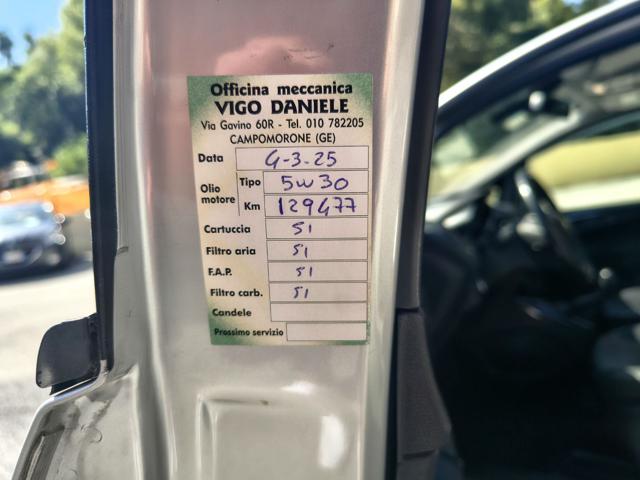 Officina meccanica
VIGO DANIELE
Via Gavino 60R - Tel. 010 782205
CAMPOMORONE (GE)
Data 4-3-25
Olio motore Tipo 5w30
Km 129477
Cartuccia SI
Filtro aria SI
F.A.P. SI
Filtro carb. SI
Candele
Prossimo servizio